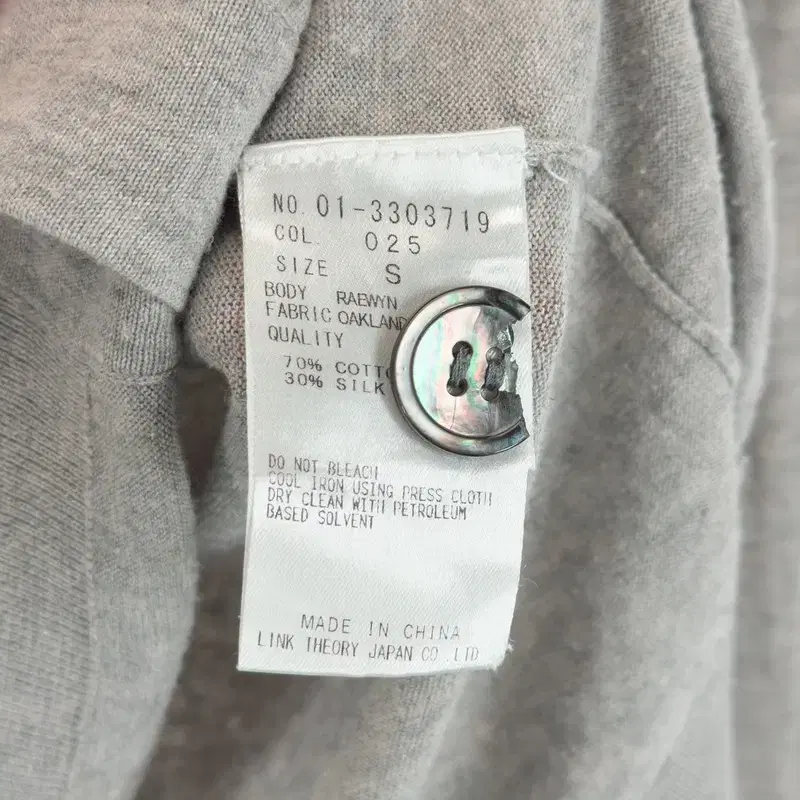 NO. 01-3303719
COL. 025
SIZE S
BODY RAEWYN
FABRIC OAKLAND
QUALITY
70% COTTO
30% SILK
DO NOT BLEACH
COOL IRON USING PRESS CLOTH
DRY CLEAN WITH PETROLEUM
BASED SOLVENT
MADE IN CHINA
LINK THEORY JAPAN CO.,LTD